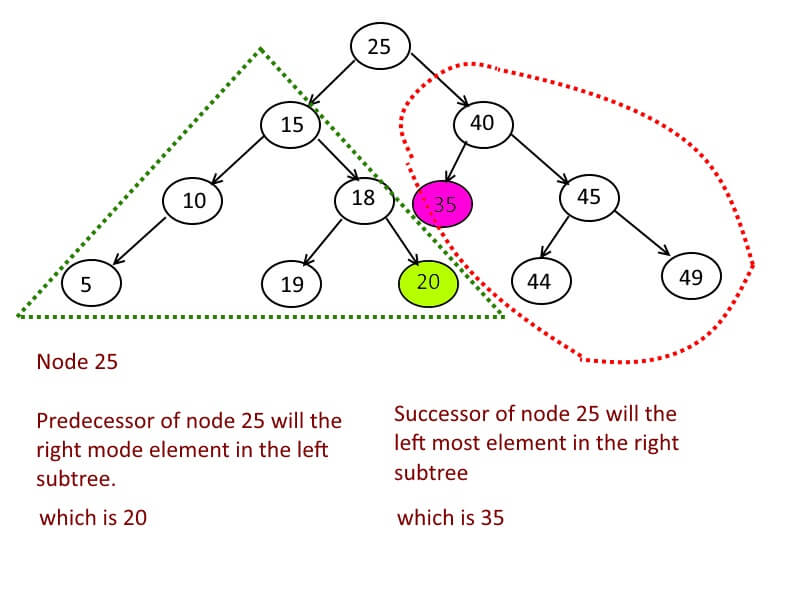 25
15
40
10
18
35
45
5
19
20
44
49
Node 25
Predecessor of node 25 will the
right mode element in the left
subtree.
which is 20
Successor of node 25 will the
left most element in the right
subtree
which is 35